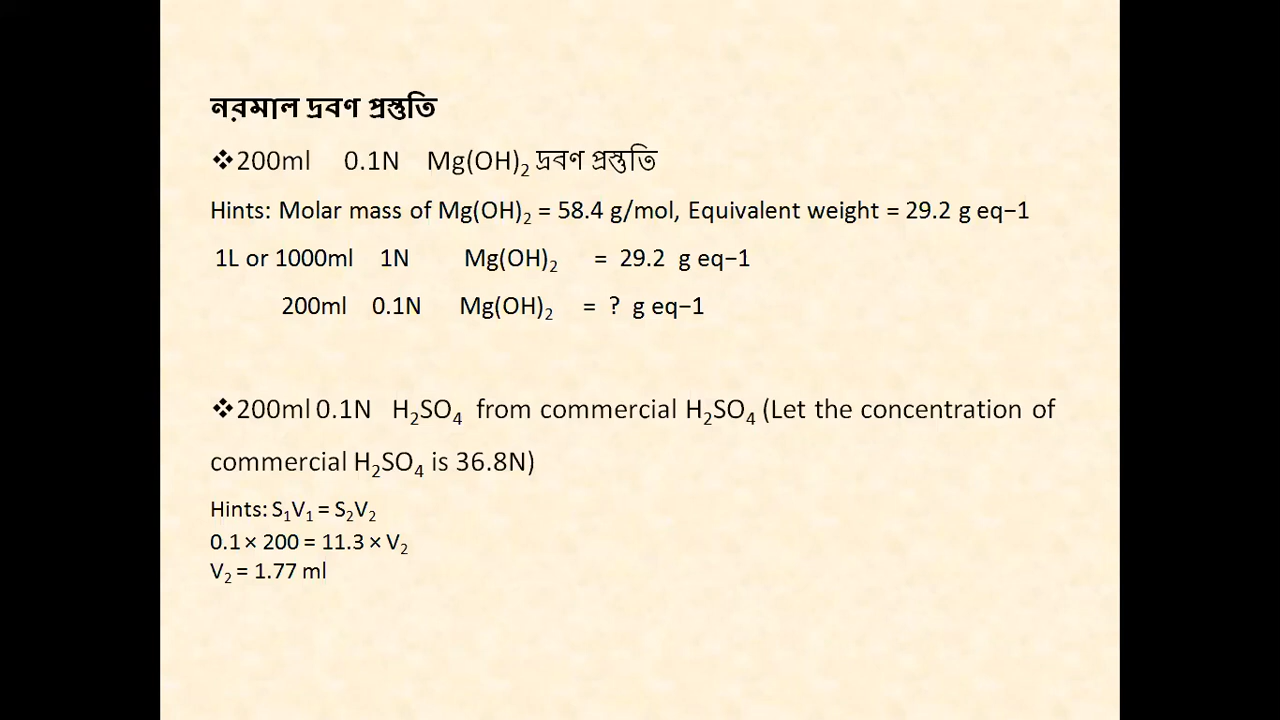 নরমাল দ্রবণ প্রস্তুতি
❖200ml 0.1N Mg(OH)₂ দ্রবণ প্রস্তুতি
Hints: Molar mass of Mg(OH)₂ = 58.4 g/mol, Equivalent weight = 29.2 g eq−1
1L or 1000ml 1N Mg(OH)₂ = 29.2 g eq−1
200ml 0.1N Mg(OH)₂ = ? g eq−1
❖200ml 0.1N H₂SO₄ from commercial H₂SO₄ (Let the concentration of
commercial H₂SO₄ is 36.8N)
Hints: S₁V₁ = S₂V₂
0.1 × 200 = 11.3 × V₂
V₂ = 1.77 ml